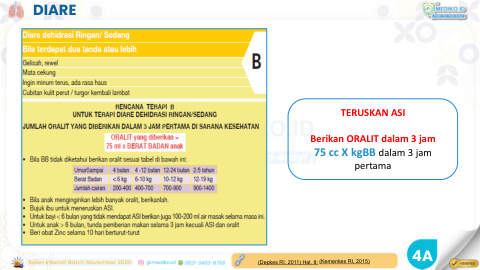 DIARE
MEDIKO.ID
Diare dehidrasi Ringan/ Sedang
Bila terdapat dua tanda atau lebih
Gelisah, rewel
Mata cekung
Ingin minum terus, ada rasa haus
Cubitan kulit perut / turgor kembali lambat
B
RENCANA TERAPI B
UNTUK TERAPI DIARE DEHIDRASI RINGAN/SEDANG
JUMLAH ORALIT YANG DIBERIKAN DALAM 3 JAM PERTAMA DI SARANA KESEHATAN
ORALIT yang diberikan =
75 ml x BERAT BADAN anak
• Bila BB tidak diketahui berikan oralit sesuai tabel di bawah ini:
Umur Sampai 4 bulan 4 -12 bulan 12-24 bulan 2-5 tahun
Berat Badan < 6 kg 6-10 kg 10-12 kg 12-19 kg
Jumlah cairan 200-400 400-700 700-900 900-1400
• Bila anak menginginkan lebih banyak oralit, berikanlah.
• Bujuk ibu untuk meneruskan ASI.
• Untuk bayi < 6 bulan yang tidak mendapat ASI berikan juga 100-200 ml air masak selama masa ini.
• Untuk anak > 6 bulan, tunda pemberian makan selama 3 jam kecuali ASI dan oralit
• Beri obat Zinc selama 10 hari berturut-turut
TERUSKAN ASI
Berikan ORALIT dalam 3 jam
75 cc X kgBB dalam 3 jam
pertama
4A
(Depkes RI, 2011) Hal. 8; (Kemenkes RI, 2015)